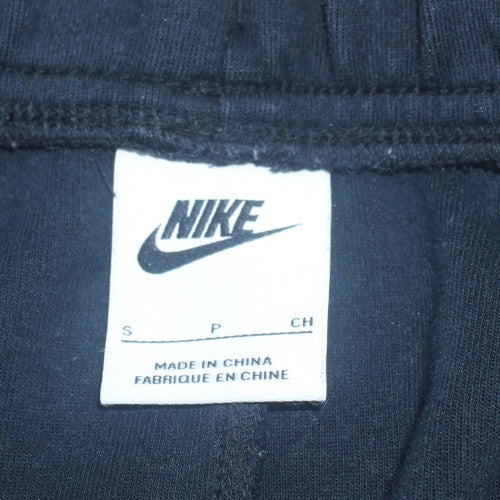 NIKE
S P CH
MADE IN CHINA
FABRIQUE EN CHINE